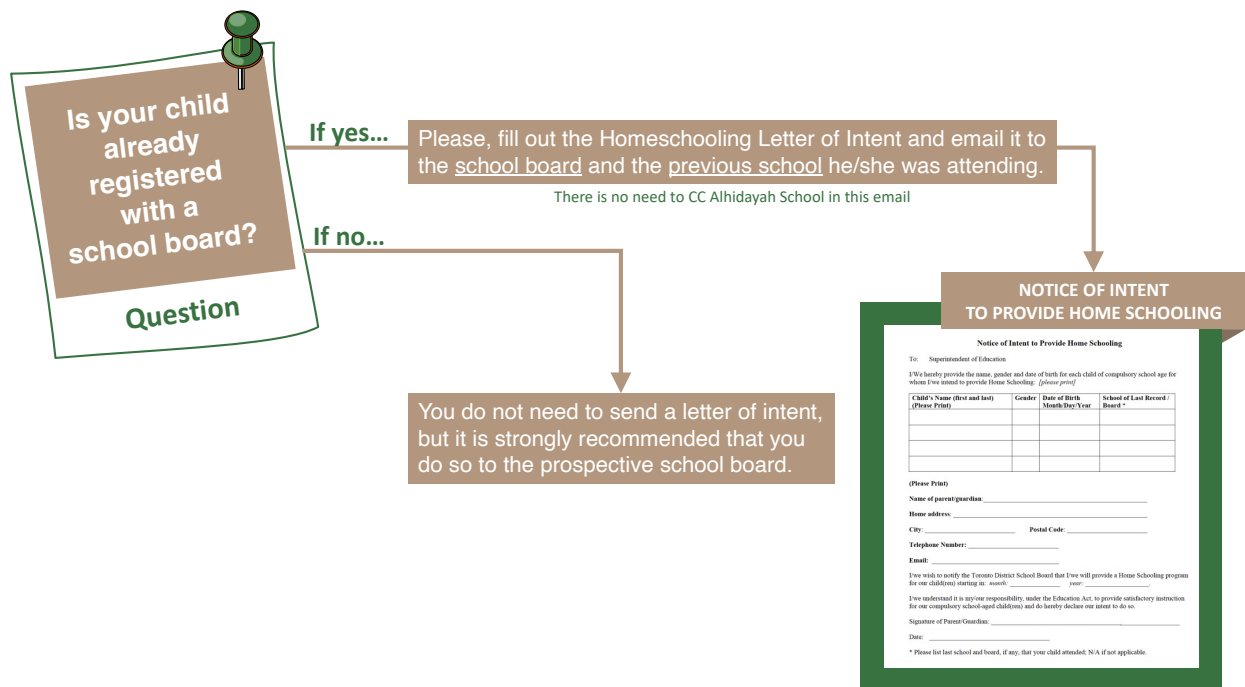 Is your child
already
registered
with a
school board?
Question
If yes...
Please, fill out the Homeschooling Letter of Intent and email it to
the school board and the previous school he/she was attending.
There is no need to CC Alhidayah School in this email
If no...
You do not need to send a letter of intent,
but it is strongly recommended that you
do so to the prospective school board.
NOTICE OF INTENT
TO PROVIDE HOME SCHOOLING
Notice of Intent to Provide Home Schooling
To: Superintendent of Education
I/We hereby provide the name, gender and date of birth for each child of compulsory school age for
whom I/we intend to provide Home Schooling: [please print]
Child's Name (first and last) Gender Date of Birth School of Last Record /
(Please Print) Month/Day/Year Board *
(Please Print)
Name of parent/guardian:
Home address:
City: Postal Code:
Telephone Number:
Email:
I/we wish to notify the Toronto District School Board that I/we will provide a Home Schooling program
for our child(ren) starting in: month: year: .
I/we understand it is my/our responsibility, under the Education Act, to provide satisfactory instruction
for our compulsory school-aged child(ren) and do hereby declare our intent to do so.
Signature of Parent/Guardian:
Date:
* Please list last school and board, if any, that your child attended; N/A if not applicable.